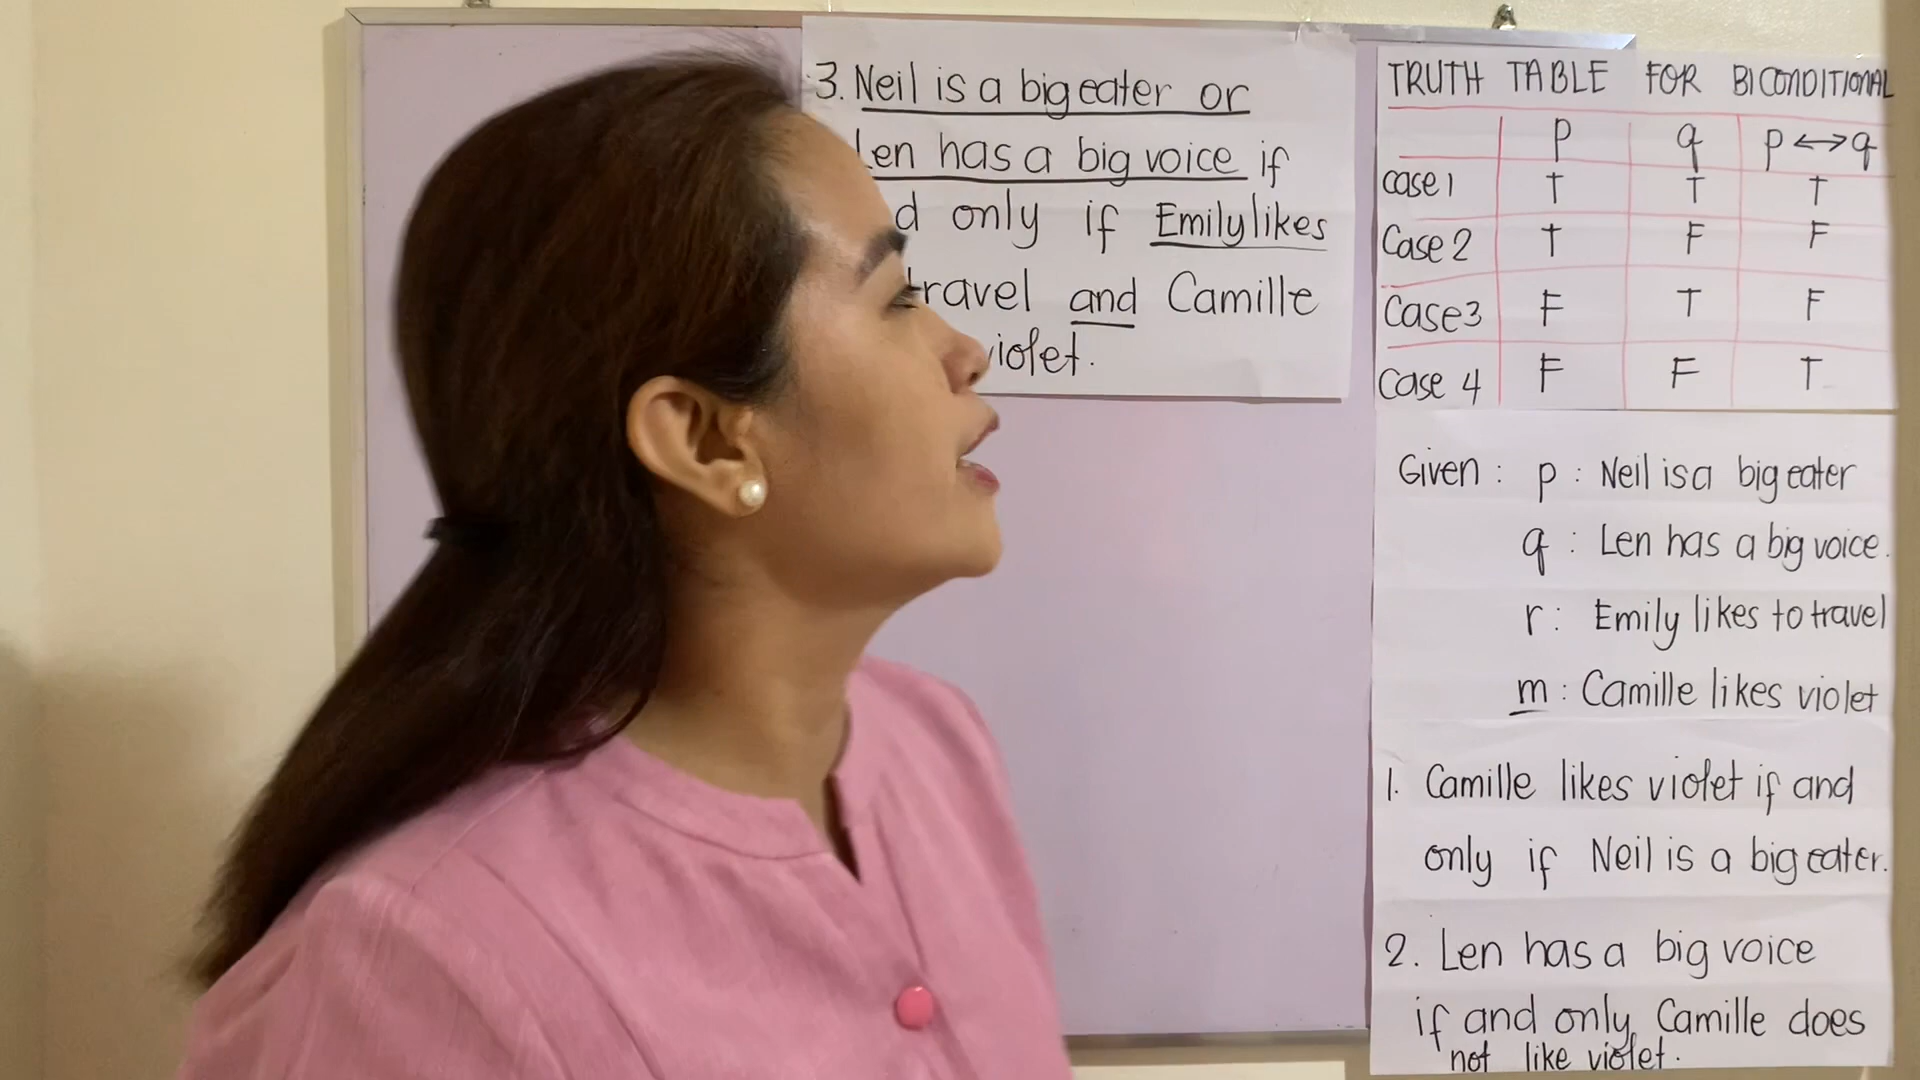 3. Neil is a big eater or
Len has a big voice if
d only if Emily likes
travel and Camille
violet.
TRUTH TABLE FOR BICONDITIONAL
p q p ↔ q
case 1 T T T
Case 2 T F F
Case 3 F T F
Case 4 F F T
Given : p : Neil is a big eater
q : Len has a big voice.
r : Emily likes to travel
m : Camille likes violet
1. Camille likes violet if and
only if Neil is a big eater.
2. Len has a big voice
if and only Camille does
not like violet.